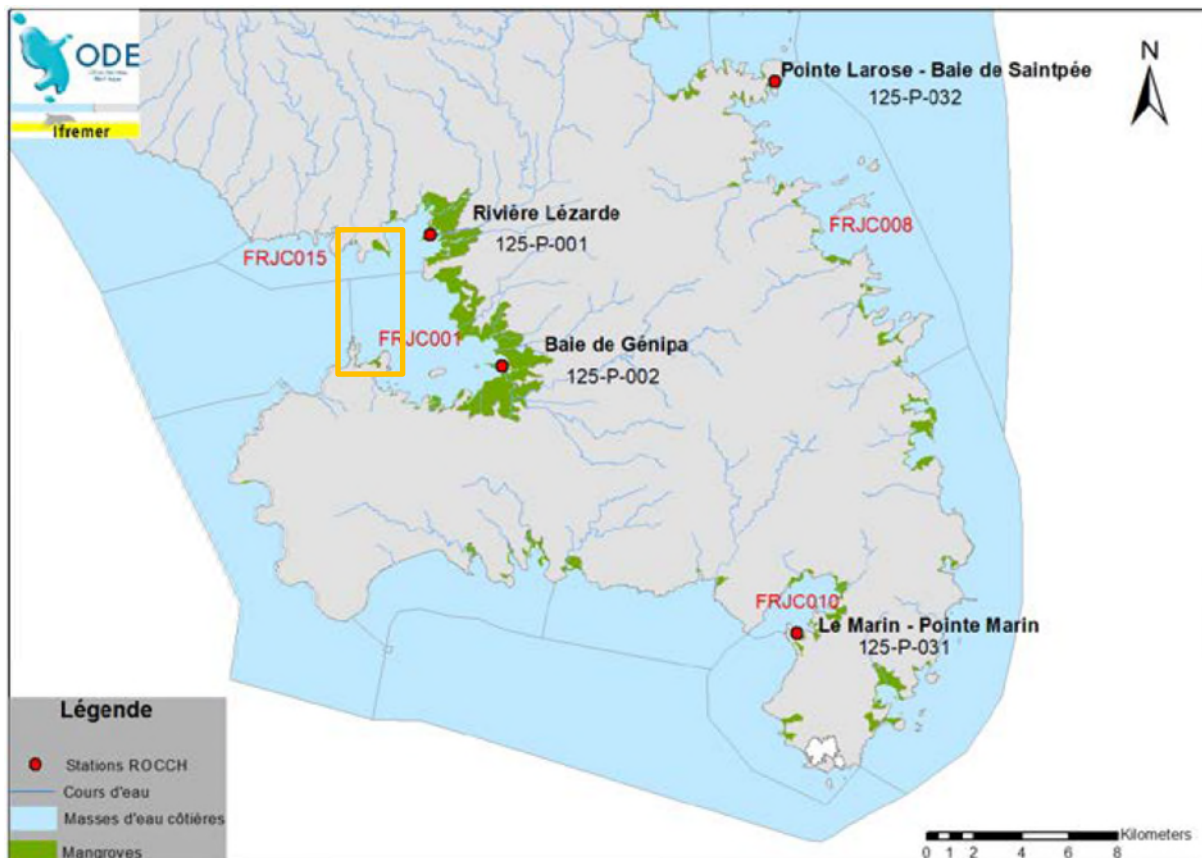 ODE
Ifremer
N
Pointe Larose - Baie de Saintpée
125-P-032
Rivière Lézarde
125-P-001
FRJC008
FRJC015
FRJC001
Baie de Génipa
125-P-002
FRJC010
Le Marin - Pointe Marin
125-P-031
Légende
Stations ROCCH
Cours d'eau
Masses d'eau côtières
Mangroves
Kilometers
0 1 2 4 6 8